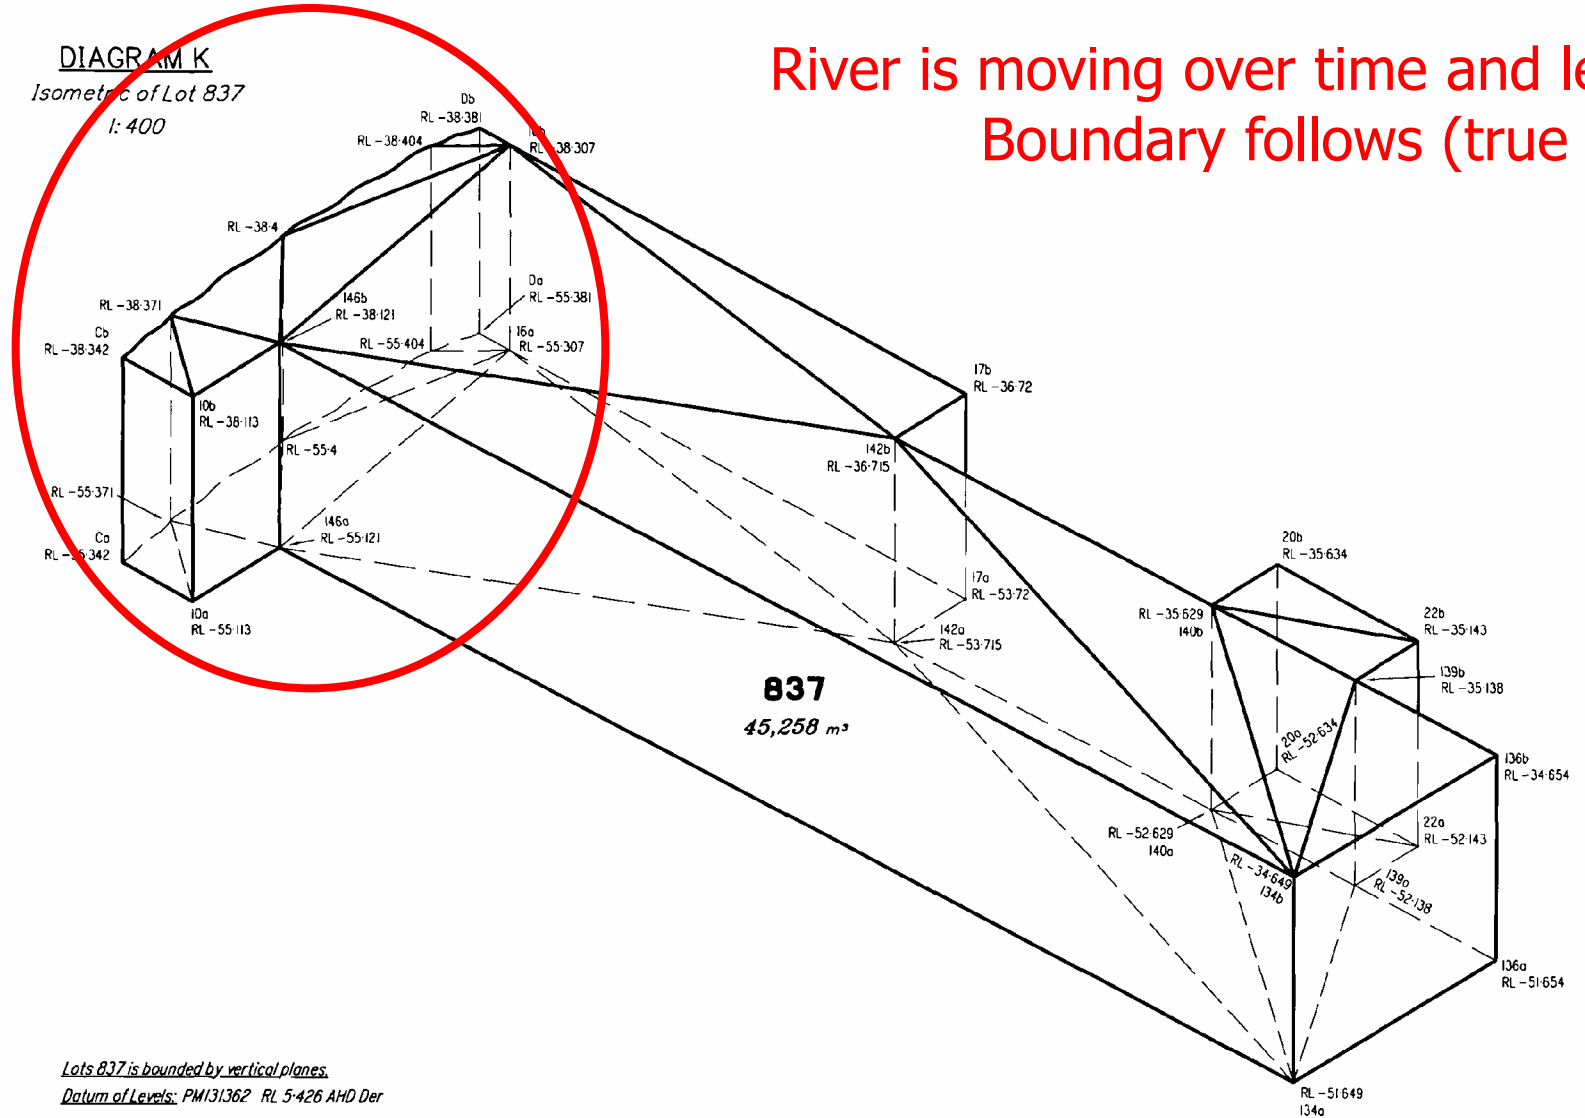 DIAGRAM K
Isometric of Lot 837
1: 400
River is moving over time and le
Boundary follows (true
Db
RL -38·381
RL -38·404
16b
RL -38·307
RL -38·4
Da
RL -55·381
146b
RL -38·121
RL -38·371
Cb
RL -38·342
RL -55·404
16a
RL -55·307
17b
RL -36·72
10b
RL -38·113
RL -55·4
142b
RL -36·715
RL -55·371
146a
RL -55·121
Ca
RL -55·342
20b
RL -35·634
17a
RL -53·72
10a
RL -55·113
142a
RL -53·715
RL -35·629
140b
22b
RL -35·143
139b
RL -35·138
837
45,258 m³
20a
RL -52·634
136b
RL -34·654
RL -52·629
140a
22a
RL -52·143
RL -34·649
134b
139a
RL -52·138
136a
RL -51·654
Lots 837 is bounded by vertical planes.
Datum of Levels: PM131362 RL 5·426 AHD Der
RL -51·649
134a